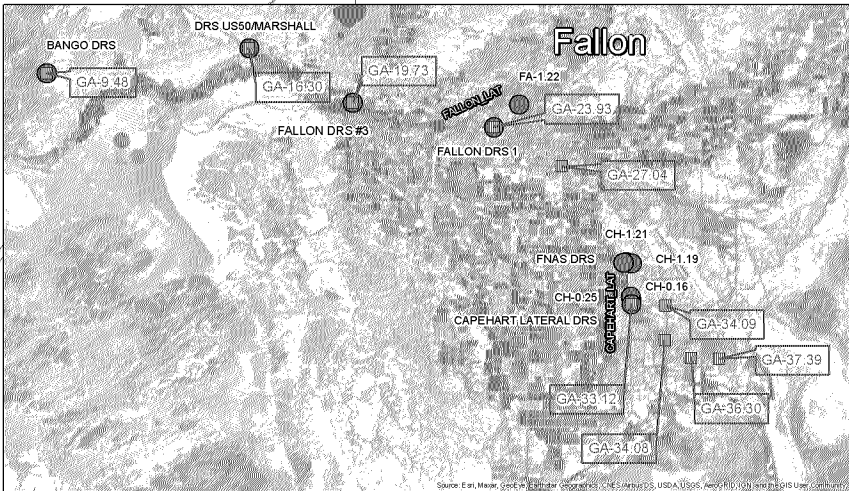 DRS US50/MARSHALL
Fallon
BANGO DRS
GA-9.48
GA-16.30
GA-19.73
FA-1.22
FALLON_LAT
GA-23.93
FALLON DRS #3
FALLON DRS 1
GA-27.04
CH-1.21
FNAS DRS
CH-1.19
CH-0.16
CH-0.25
CAPEHART_LAT
CAPEHART LATERAL DRS
GA-34.09
GA-37.39
GA-33.12
GA-36.30
GA-34.08
Source: Esri, Maxar, GeoEye, Earthstar Geographics, CNES/Airbus DS, USDA, USGS, AeroGRID, IGN, and the GIS User Community